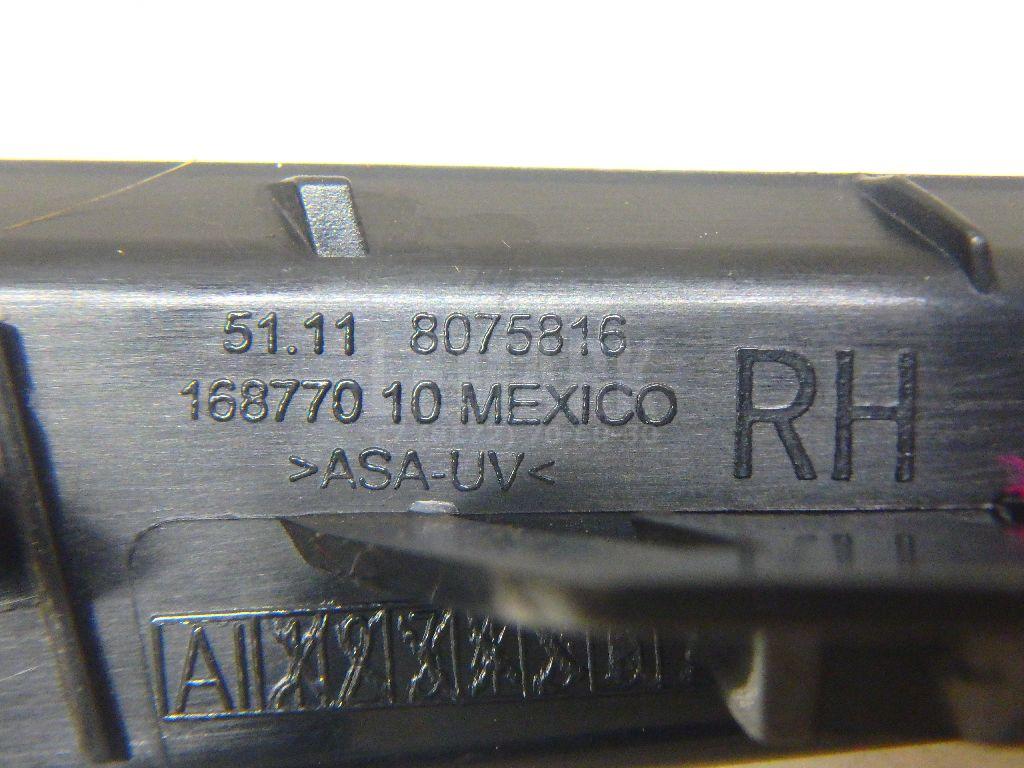 51.11 8075816
168770 10 MEXICO
>ASA-UV<
RH